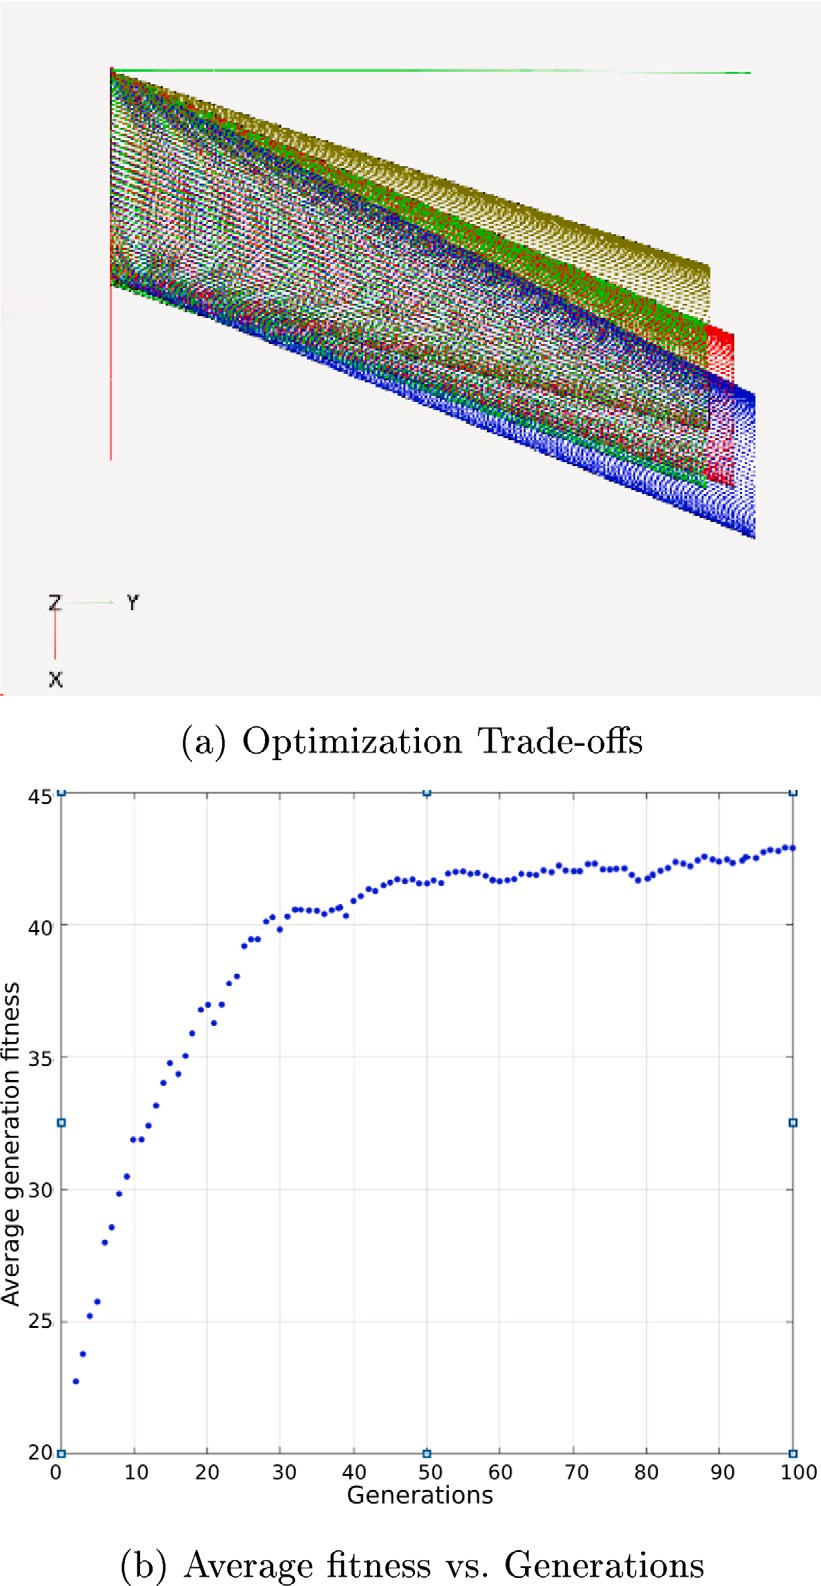 Z Y
X
(a) Optimization Trade-offs
45
40
35
30
25
20
Average generation fitness
0 10 20 30 40 50 60 70 80 90 100
Generations
(b) Average fitness vs. Generations